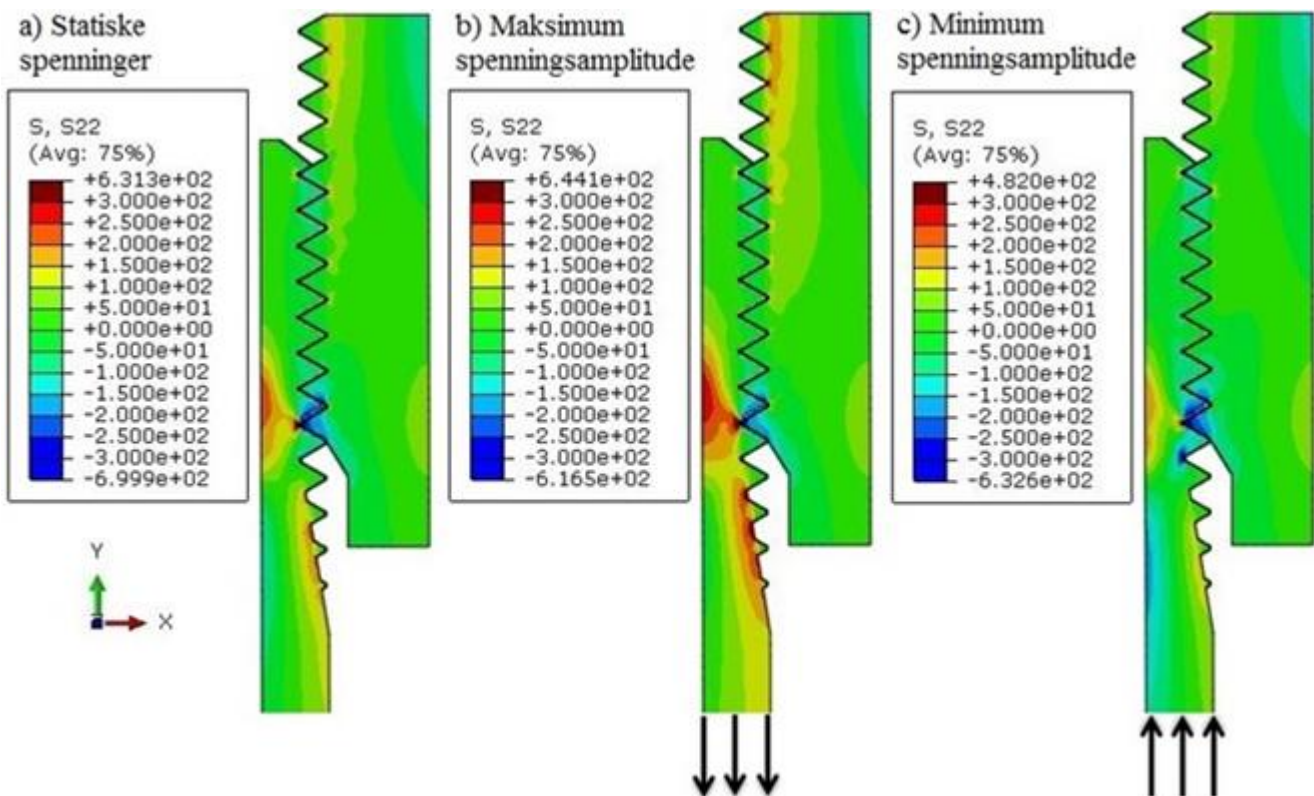 a) Statiske
spenninger
S, S22
(Avg: 75%)
+6.313e+02
+3.000e+02
+2.500e+02
+2.000e+02
+1.500e+02
+1.000e+02
+5.000e+01
+0.000e+00
-5.000e+01
-1.000e+02
-1.500e+02
-2.000e+02
-2.500e+02
-3.000e+02
-6.999e+02
Y
X
b) Maksimum
spenningsamplitude
S, S22
(Avg: 75%)
+6.441e+02
+3.000e+02
+2.500e+02
+2.000e+02
+1.500e+02
+1.000e+02
+5.000e+01
+0.000e+00
-5.000e+01
-1.000e+02
-1.500e+02
-2.000e+02
-2.500e+02
-3.000e+02
-6.165e+02
c) Minimum
spenningsamplitude
S, S22
(Avg: 75%)
+4.820e+02
+3.000e+02
+2.500e+02
+2.000e+02
+1.500e+02
+1.000e+02
+5.000e+01
+0.000e+00
-5.000e+01
-1.000e+02
-1.500e+02
-2.000e+02
-2.500e+02
-3.000e+02
-6.326e+02